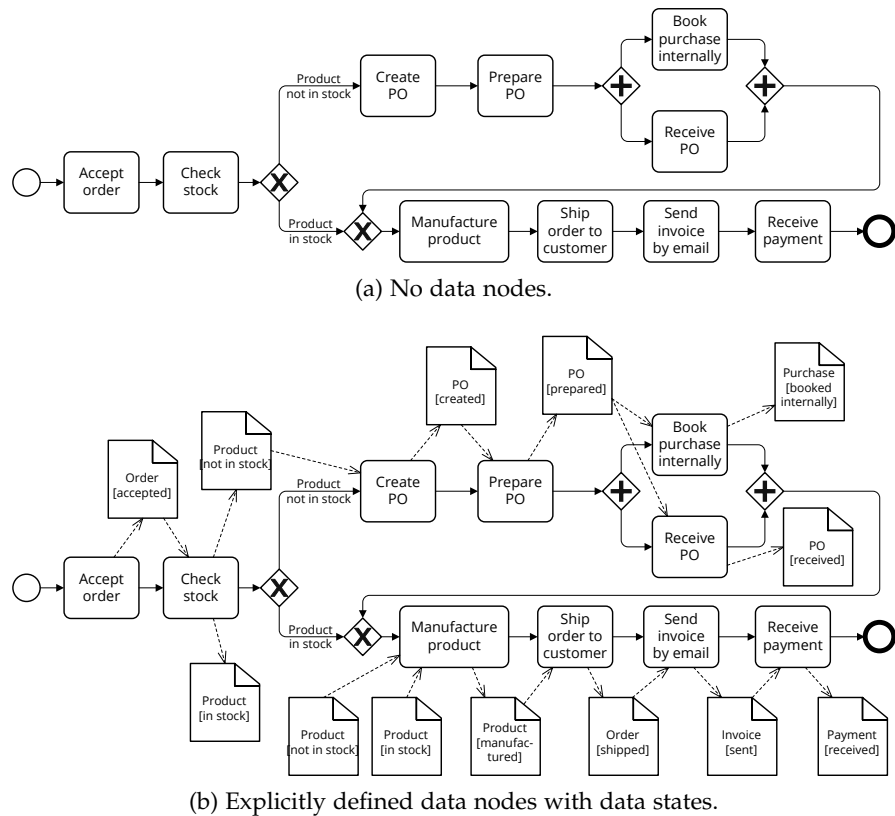 Book
purchase
internally
Product
not in stock
Create
PO
Prepare
PO
Receive
PO
Accept
order
Check
stock
X
Product
in stock
X
Manufacture
product
Ship
order to
customer
Send
invoice
by email
Receive
payment
(a) No data nodes.
PO
[created]
PO
[prepared]
Purchase
[booked
internally]
Order
[accepted]
Product
[not in stock]
Book
purchase
internally
Product
not in stock
Create
PO
Prepare
PO
Receive
PO
PO
[received]
Accept
order
Check
stock
X
Product
in stock
X
Manufacture
product
Ship
order to
customer
Send
invoice
by email
Receive
payment
Product
[in stock]
Product
[not in stock]
Product
[in stock]
Product
[manufac-
tured]
Order
[shipped]
Invoice
[sent]
Payment
[received]
(b) Explicitly defined data nodes with data states.